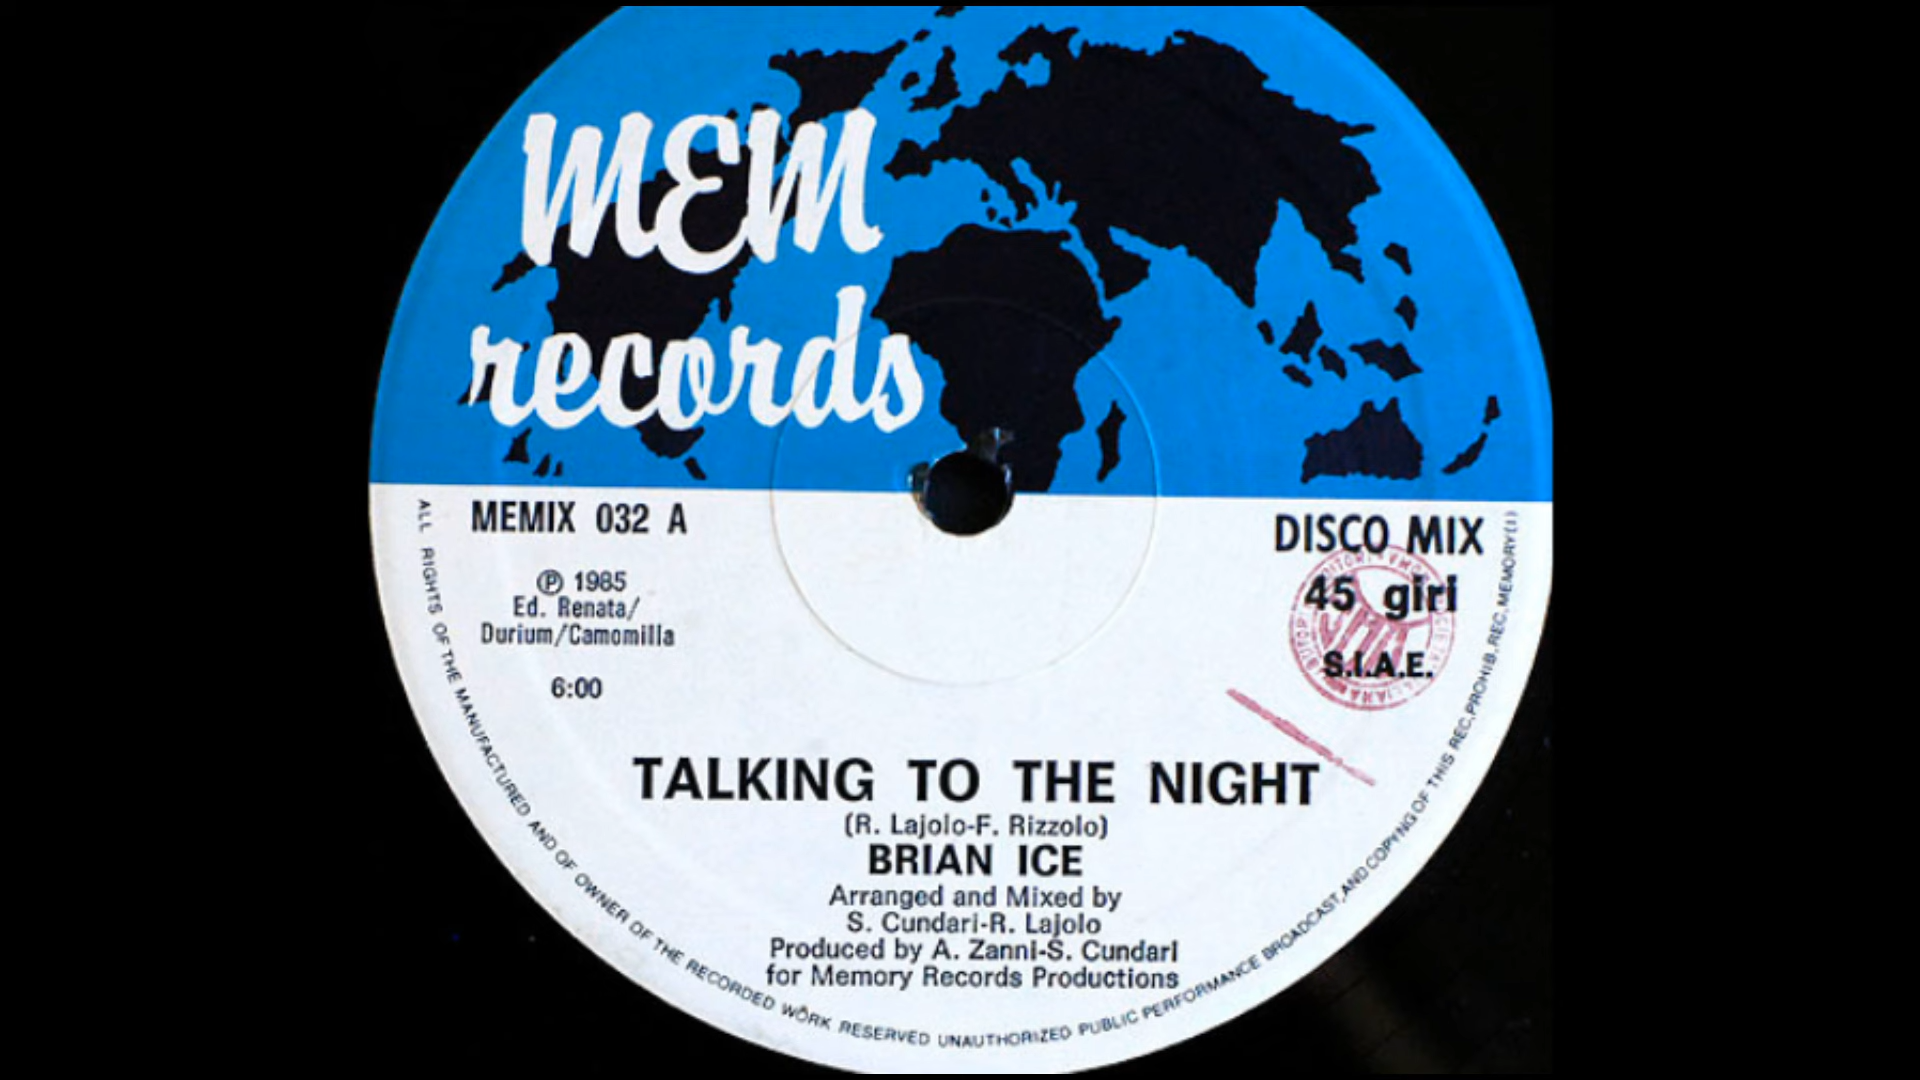 MEM
records
MEMIX 032 A
DISCO MIX
℗ 1985
Ed. Renata/
Durium/Camomilla
45 giri
S.I.A.E.
6:00
TALKING TO THE NIGHT
(R. Lajolo-F. Rizzolo)
BRIAN ICE
Arranged and Mixed by
S. Cundari-R. Lajolo
Produced by A. Zanni-S. Cundari
for Memory Records Productions
ALL RIGHTS OF THE MANUFACTURED AND OF OWNER OF THE RECORDED WORK RESERVED UNAUTHORIZED PUBLIC PERFORMANCE BROADCAST, AND COPYNG OF THIS REC. PROHIB. REC. MEMORY (I)